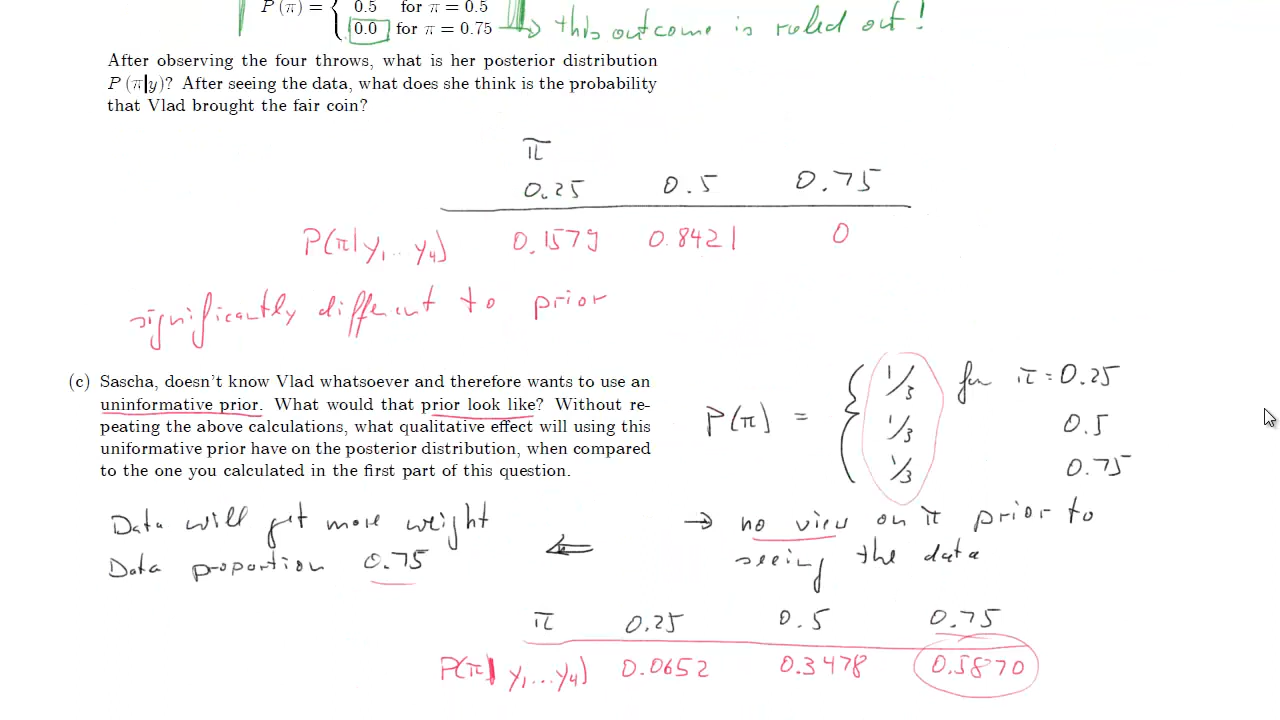 P (π) = { 0.5 for π = 0.5
0.0 for π = 0.75 → this outcome is ruled out!
After observing the four throws, what is her posterior distribution
P (π|y)? After seeing the data, what does she think is the probability
that Vlad brought the fair coin?
π
0.25 0.5 0.75
P(π|y₁.. y₄) 0.1579 0.8421 0
significantly different to prior
(c) Sascha, doesn't know Vlad whatsoever and therefore wants to use an
uninformative prior. What would that prior look like? Without re-
peating the above calculations, what qualitative effect will using this
uniformative prior have on the posterior distribution, when compared
to the one you calculated in the first part of this question.
P(π) = { 1/3 for π = 0.25
1/3 0.5
1/3 0.75
→ no view on π prior to
seeing the data
Data will get more weight ⇐
Data proportion 0.75
π 0.25 0.5 0.75
P(π| y₁...y₄) 0.0652 0.3478 0.5870